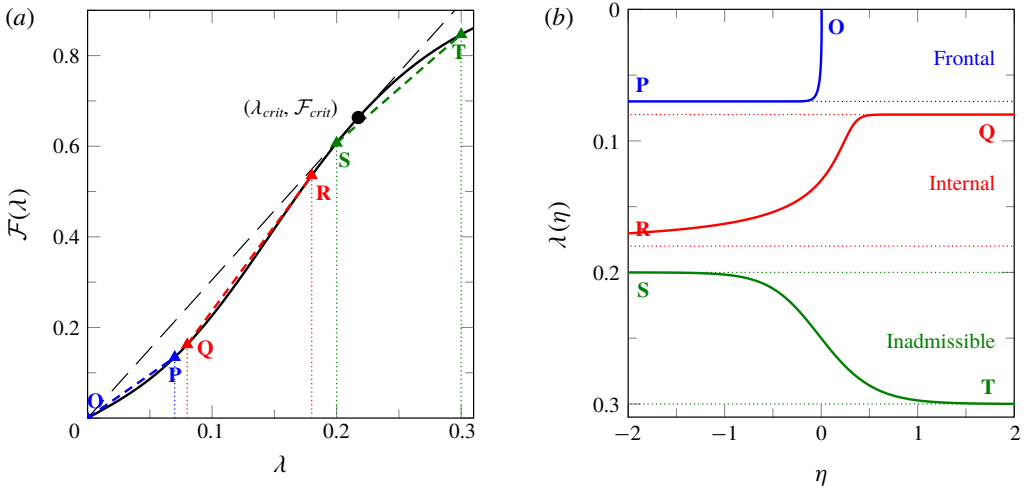 (a)
0.8
0.6
0.4
0.2
0
0.1
0.2
0.3
F(λ)
λ
(λcrit, Fcrit)
O
P
Q
R
S
T
(b)
0
0.1
0.2
0.3
−2
−1
0
1
2
λ(η)
η
O
Frontal
P
Q
Internal
R
S
Inadmissible
T